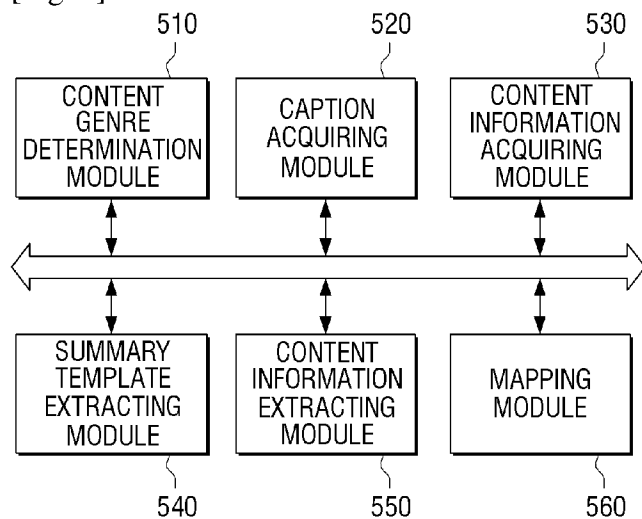 510
520
530
CONTENT
GENRE
DETERMINATION
MODULE
CAPTION
ACQUIRING
MODULE
CONTENT
INFORMATION
ACQUIRING
MODULE
SUMMARY
TEMPLATE
EXTRACTING
MODULE
CONTENT
INFORMATION
EXTRACTING
MODULE
MAPPING
MODULE
540
550
560